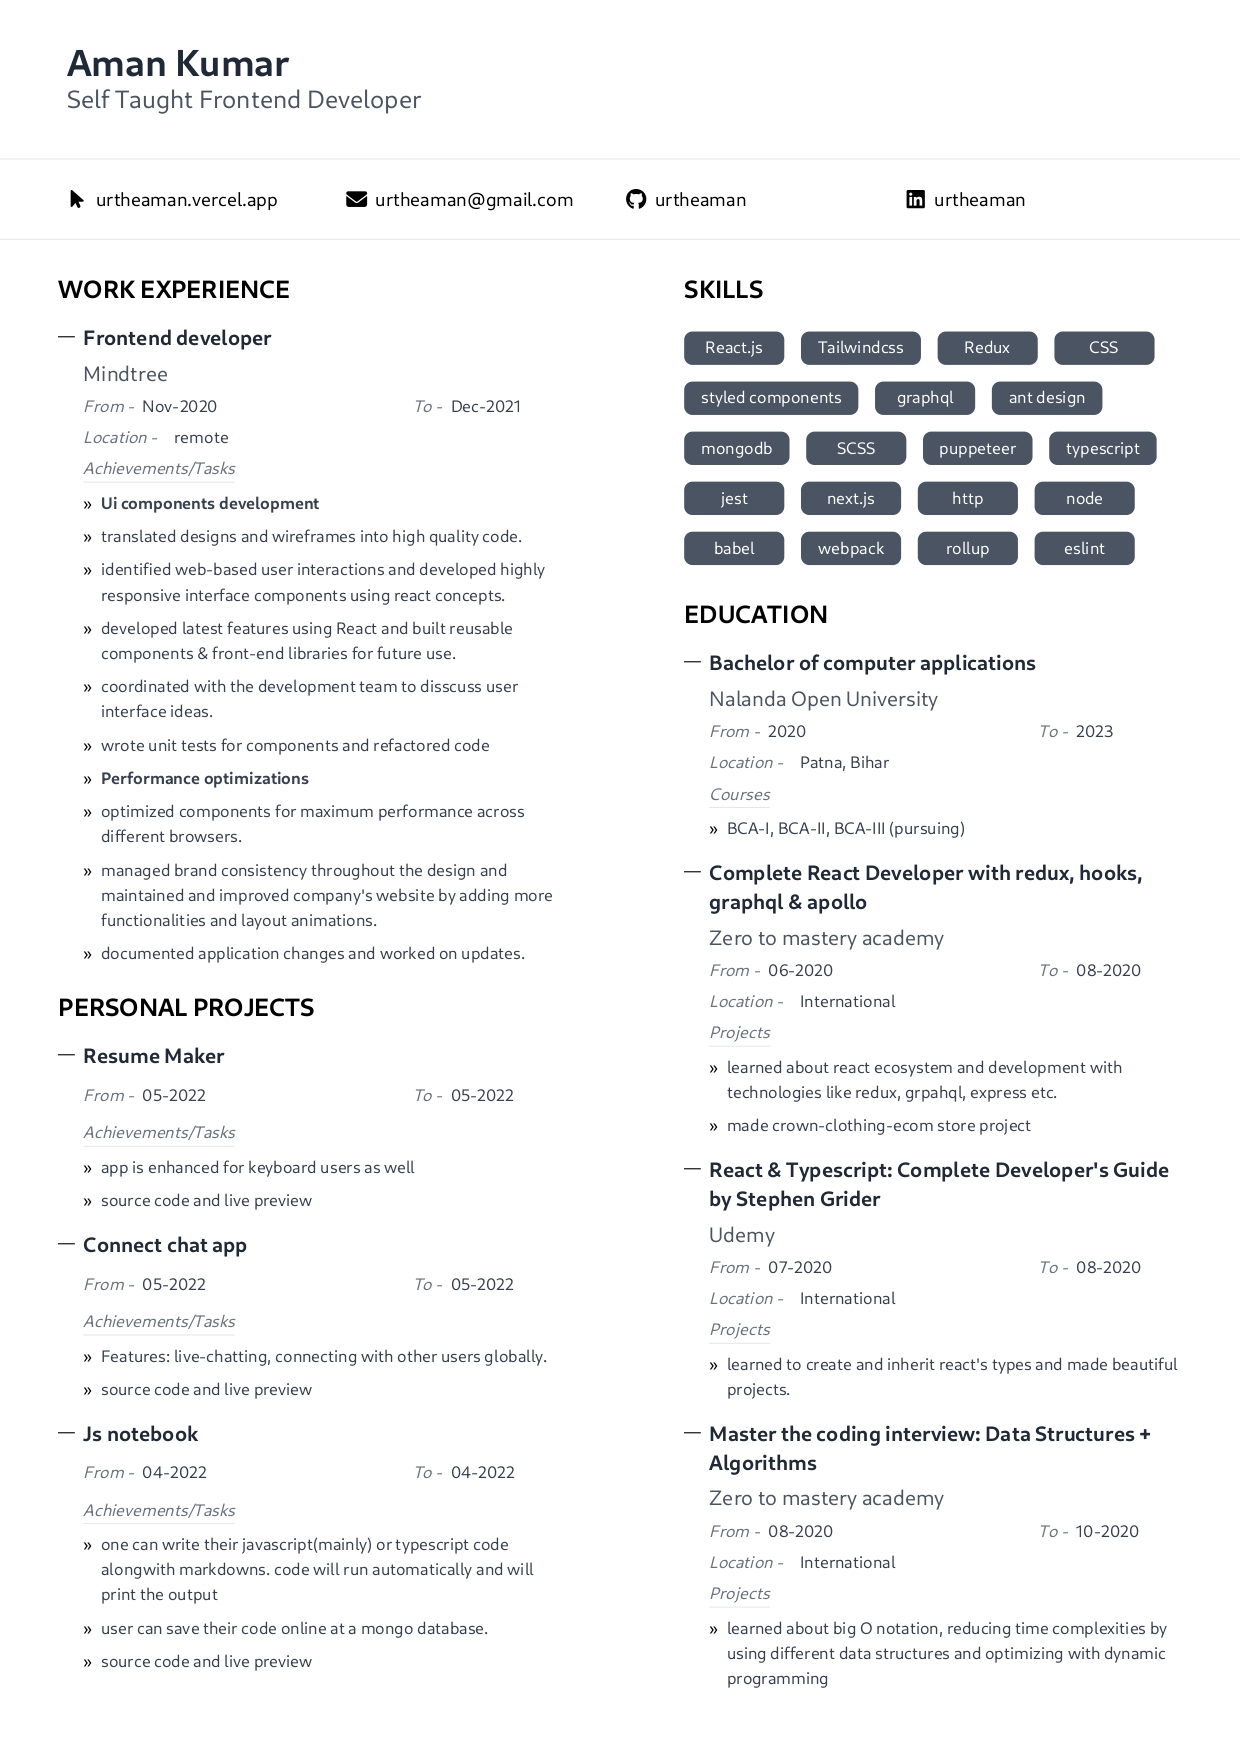 Aman Kumar
Self Taught Frontend Developer
urtheaman.vercel.app
urtheaman@gmail.com
urtheaman
urtheaman
WORK EXPERIENCE
— Frontend developer
Mindtree
From - Nov-2020 To - Dec-2021
Location - remote
Achievements/Tasks
» Ui components development
» translated designs and wireframes into high quality code.
» identified web-based user interactions and developed highly
responsive interface components using react concepts.
» developed latest features using React and built reusable
components & front-end libraries for future use.
» coordinated with the development team to disscuss user
interface ideas.
» wrote unit tests for components and refactored code
» Performance optimizations
» optimized components for maximum performance across
different browsers.
» managed brand consistency throughout the design and
maintained and improved company's website by adding more
functionalities and layout animations.
» documented application changes and worked on updates.
PERSONAL PROJECTS
— Resume Maker
From - 05-2022 To - 05-2022
Achievements/Tasks
» app is enhanced for keyboard users as well
» source code and live preview
— Connect chat app
From - 05-2022 To - 05-2022
Achievements/Tasks
» Features: live-chatting, connecting with other users globally.
» source code and live preview
— Js notebook
From - 04-2022 To - 04-2022
Achievements/Tasks
» one can write their javascript(mainly) or typescript code
alongwith markdowns. code will run automatically and will
print the output
» user can save their code online at a mongo database.
» source code and live preview
SKILLS
React.js Tailwindcss Redux CSS
styled components graphql ant design
mongodb SCSS puppeteer typescript
jest next.js http node
babel webpack rollup eslint
EDUCATION
— Bachelor of computer applications
Nalanda Open University
From - 2020 To - 2023
Location - Patna, Bihar
Courses
» BCA-I, BCA-II, BCA-III (pursuing)
— Complete React Developer with redux, hooks,
graphql & apollo
Zero to mastery academy
From - 06-2020 To - 08-2020
Location - International
Projects
» learned about react ecosystem and development with
technologies like redux, grpahql, express etc.
» made crown-clothing-ecom store project
— React & Typescript: Complete Developer's Guide
by Stephen Grider
Udemy
From - 07-2020 To - 08-2020
Location - International
Projects
» learned to create and inherit react's types and made beautiful
projects.
— Master the coding interview: Data Structures +
Algorithms
Zero to mastery academy
From - 08-2020 To - 10-2020
Location - International
Projects
» learned about big O notation, reducing time complexities by
using different data structures and optimizing with dynamic
programming